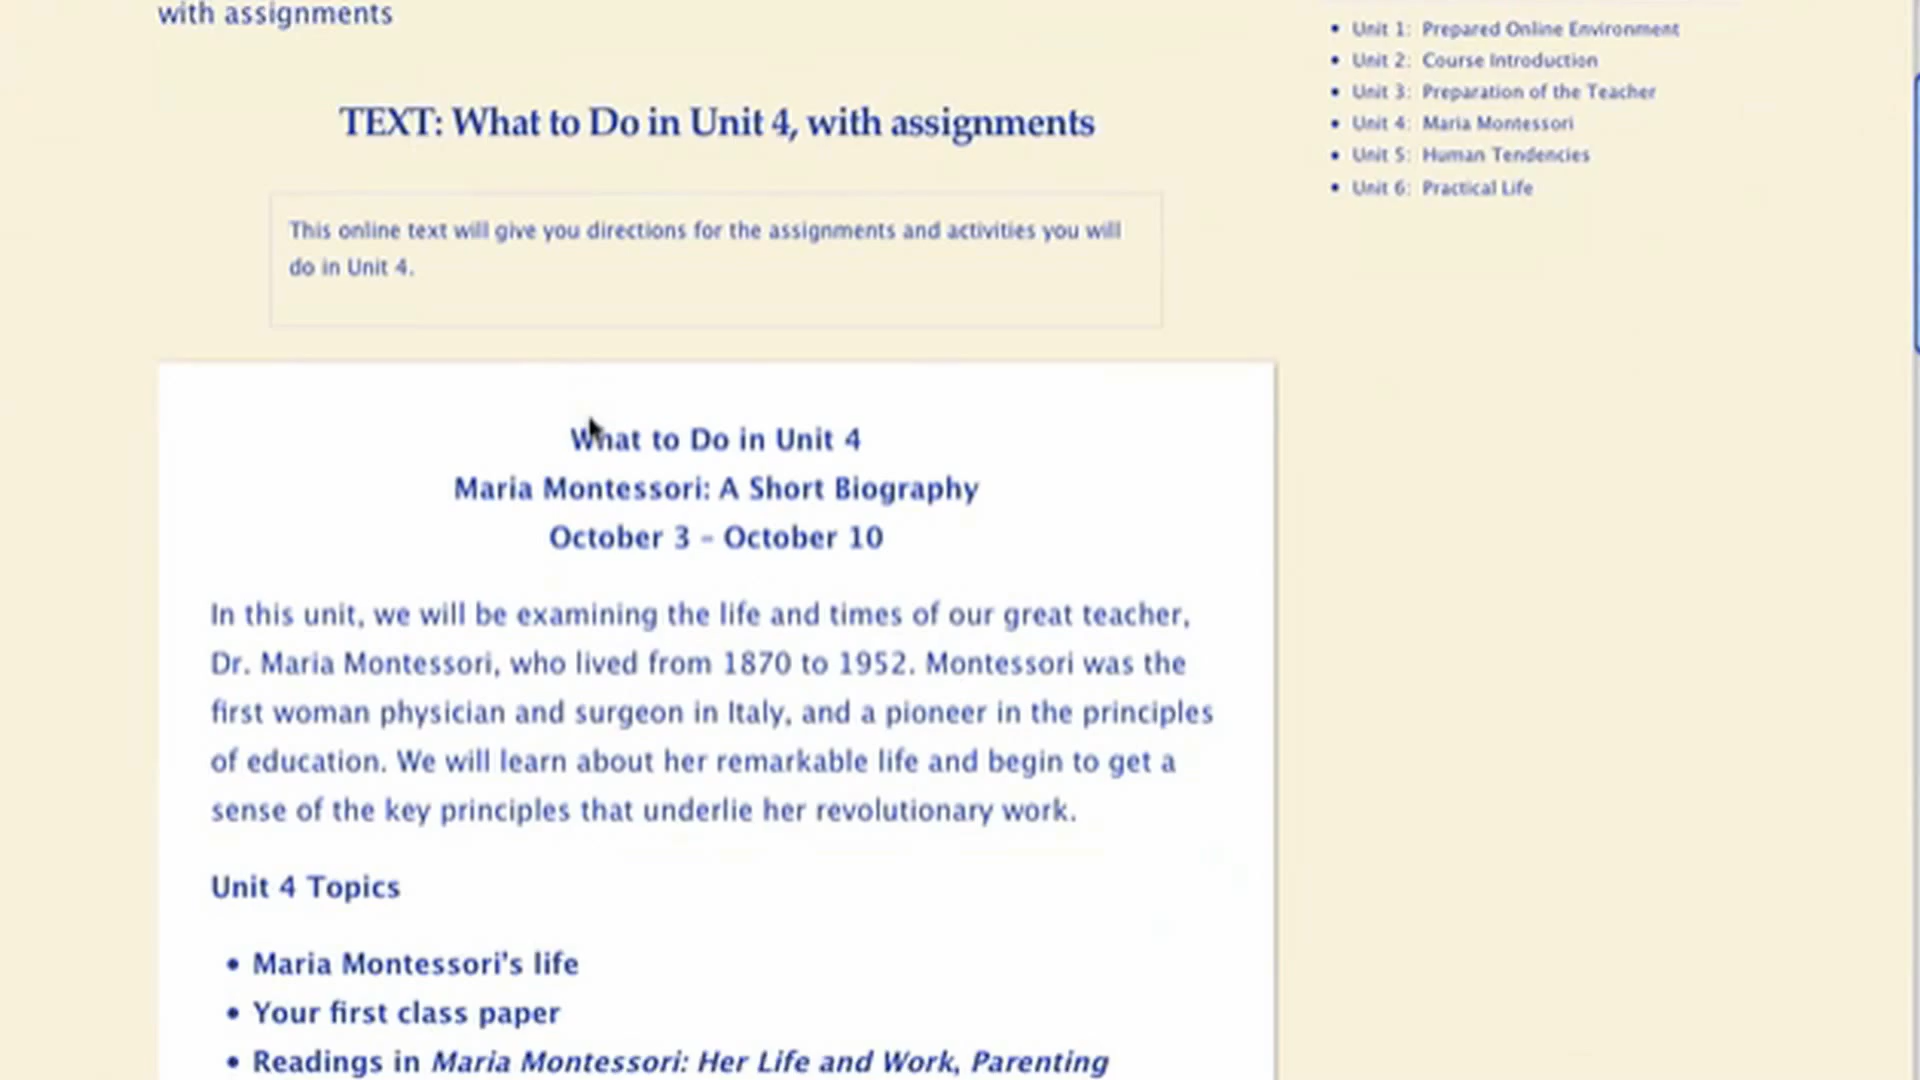 with assignments
TEXT: What to Do in Unit 4, with assignments
This online text will give you directions for the assignments and activities you will
do in Unit 4.
What to Do in Unit 4
Maria Montessori: A Short Biography
October 3 – October 10
In this unit, we will be examining the life and times of our great teacher,
Dr. Maria Montessori, who lived from 1870 to 1952. Montessori was the
first woman physician and surgeon in Italy, and a pioneer in the principles
of education. We will learn about her remarkable life and begin to get a
sense of the key principles that underlie her revolutionary work.
Unit 4 Topics
• Maria Montessori's life
• Your first class paper
• Readings in Maria Montessori: Her Life and Work, Parenting
• Unit 1: Prepared Online Environment
• Unit 2: Course Introduction
• Unit 3: Preparation of the Teacher
• Unit 4: Maria Montessori
• Unit 5: Human Tendencies
• Unit 6: Practical Life